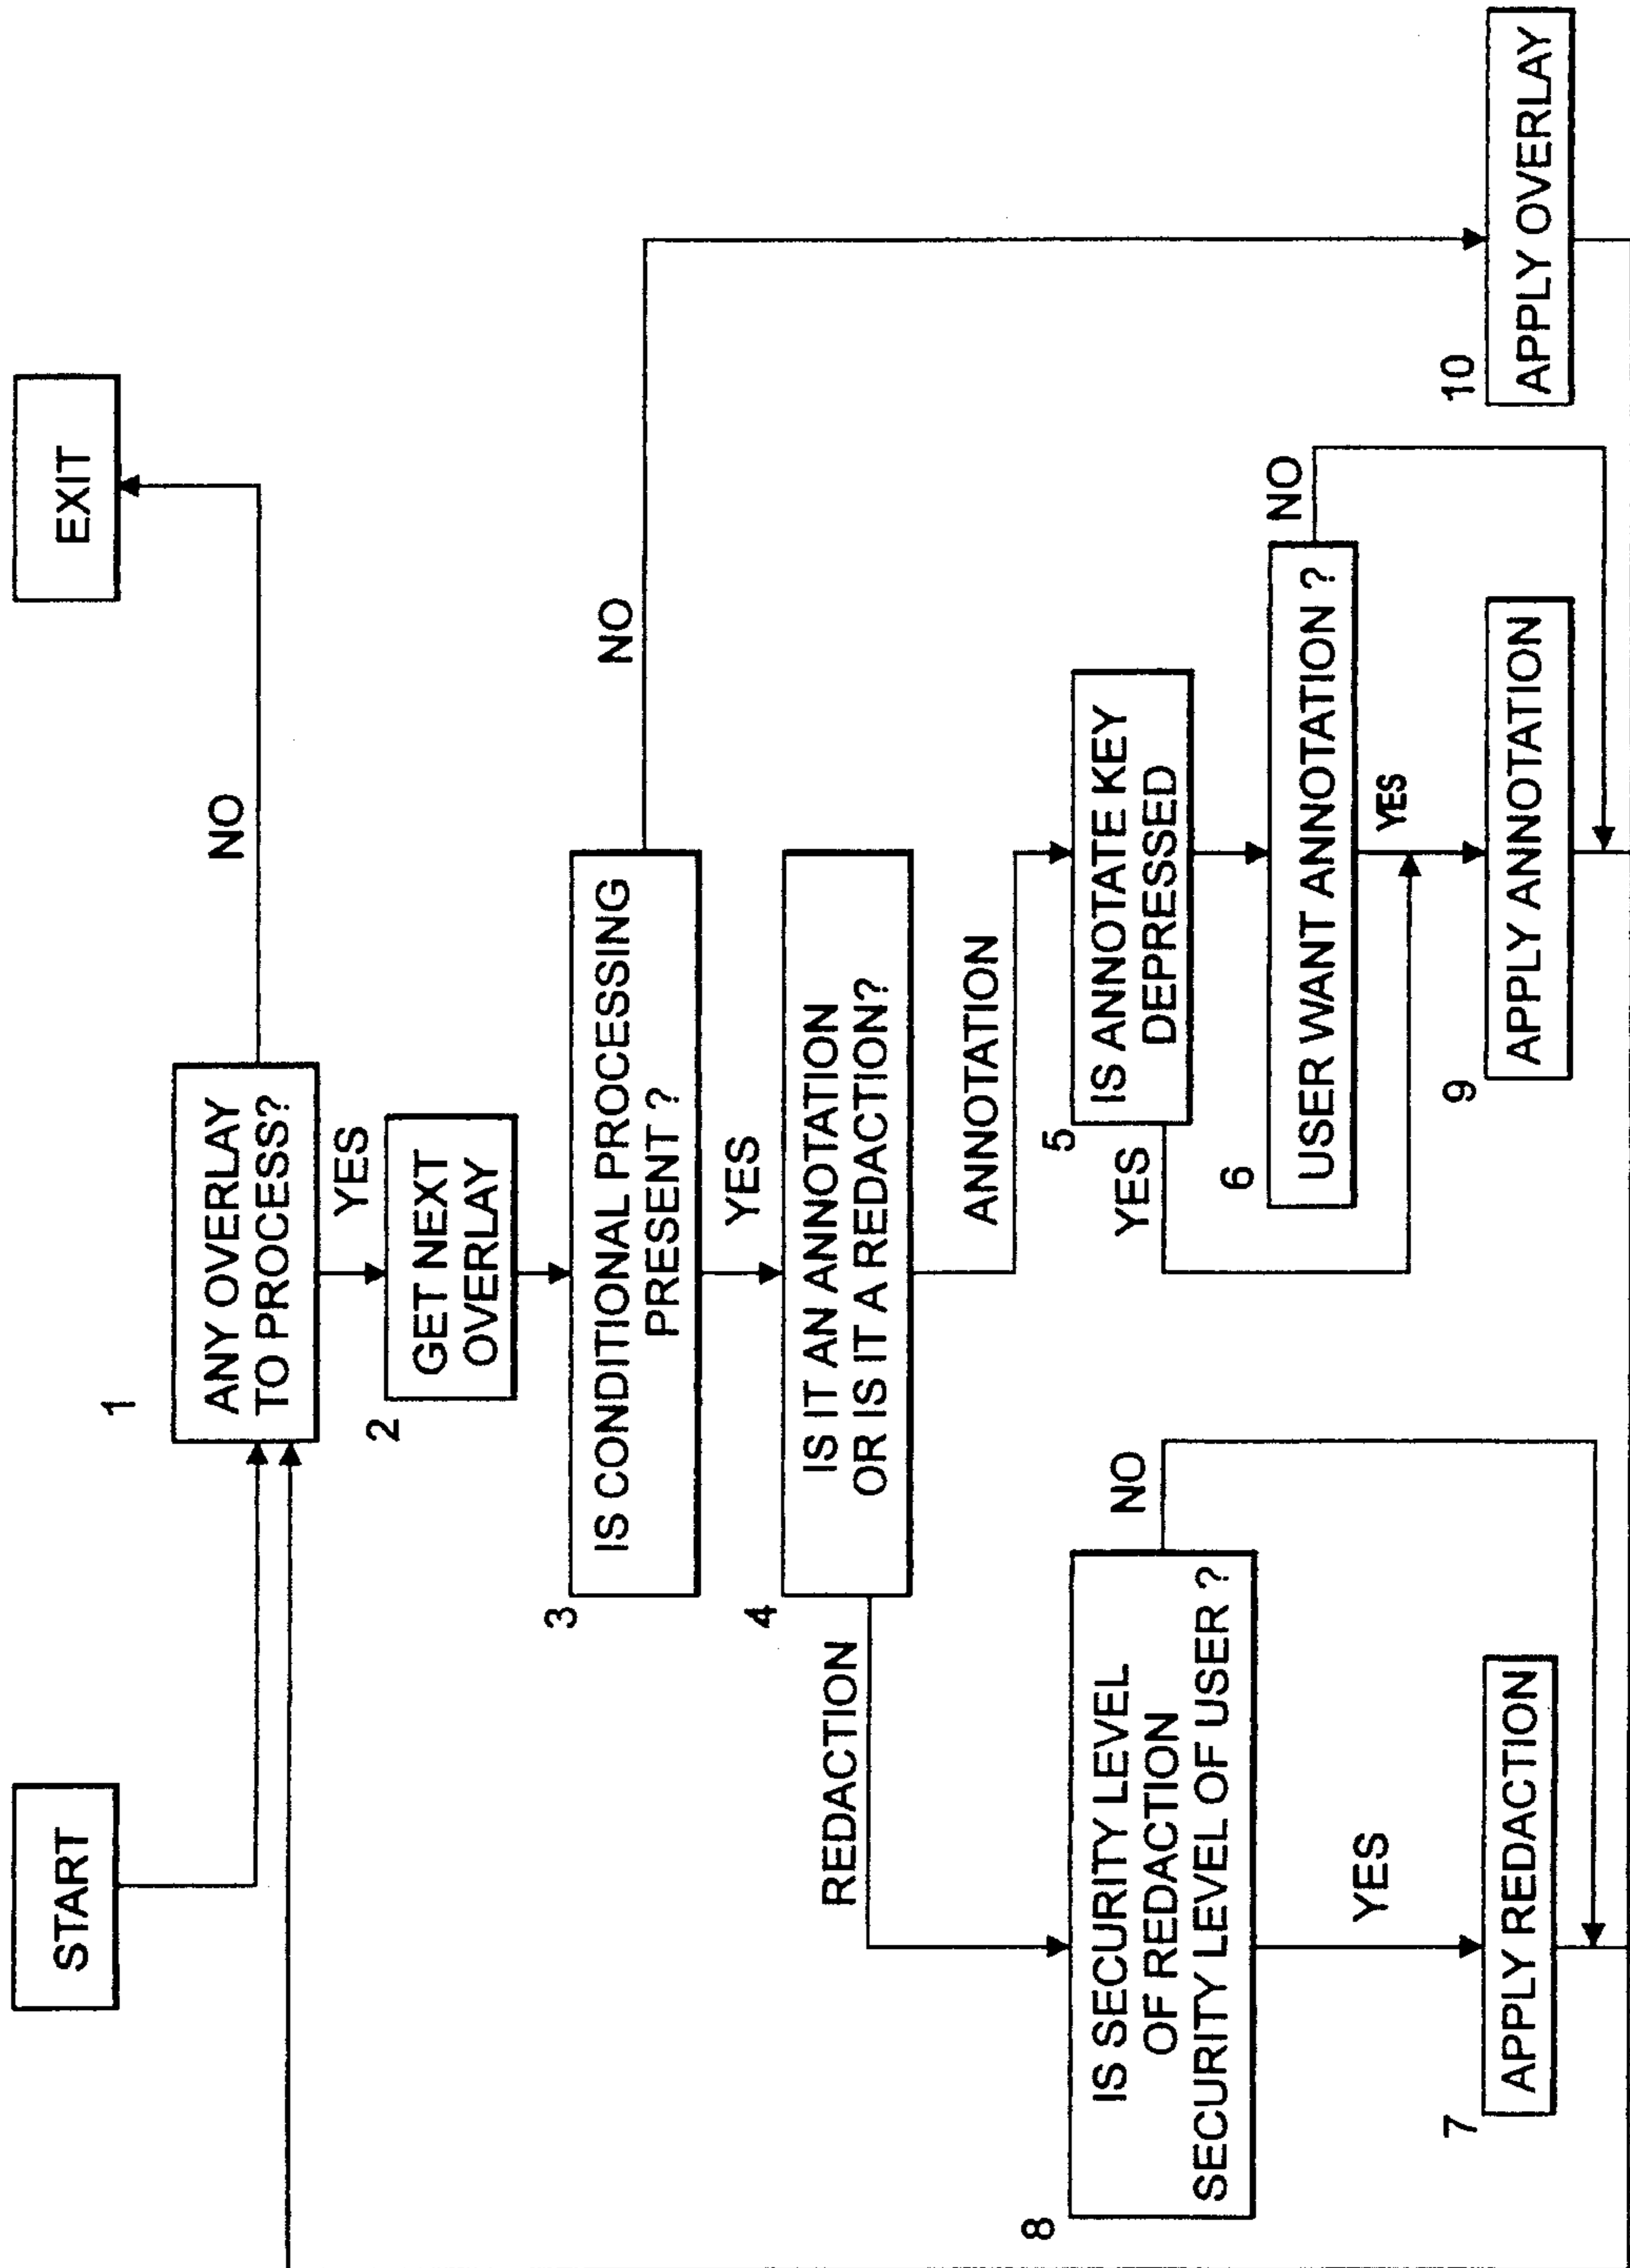 START
EXIT
1
ANY OVERLAY
TO PROCESS?
NO
YES
2
GET NEXT
OVERLAY
3
IS CONDITIONAL PROCESSING
PRESENT ?
NO
YES
4
IS IT AN ANNOTATION
OR IS IT A REDACTION?
REDACTION
ANNOTATION
8
IS SECURITY LEVEL
OF REDACTION
SECURITY LEVEL OF USER ?
NO
YES
5
IS ANNOTATE KEY
DEPRESSED
YES
6
USER WANT ANNOTATION ?
NO
YES
7
APPLY REDACTION
9
APPLY ANNOTATION
10
APPLY OVERLAY